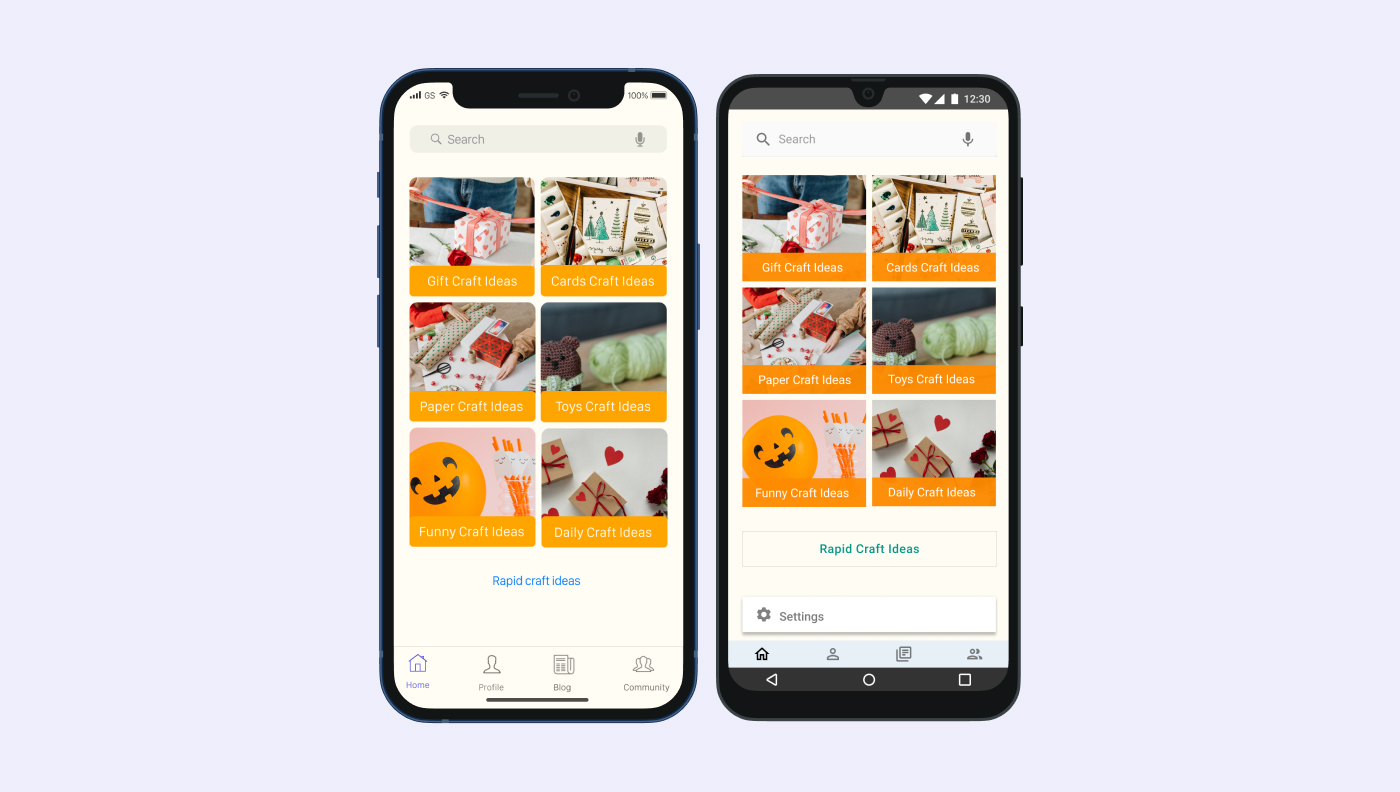 GS
100%
Search
Gift Craft Ideas
Cards Craft Ideas
Paper Craft Ideas
Toys Craft Ideas
Funny Craft Ideas
Daily Craft Ideas
Rapid craft ideas
Home
Profile
Blog
Community
12:30
Search
Gift Craft Ideas
Cards Craft Ideas
Paper Craft Ideas
Toys Craft Ideas
Funny Craft Ideas
Daily Craft Ideas
Rapid Craft Ideas
Settings